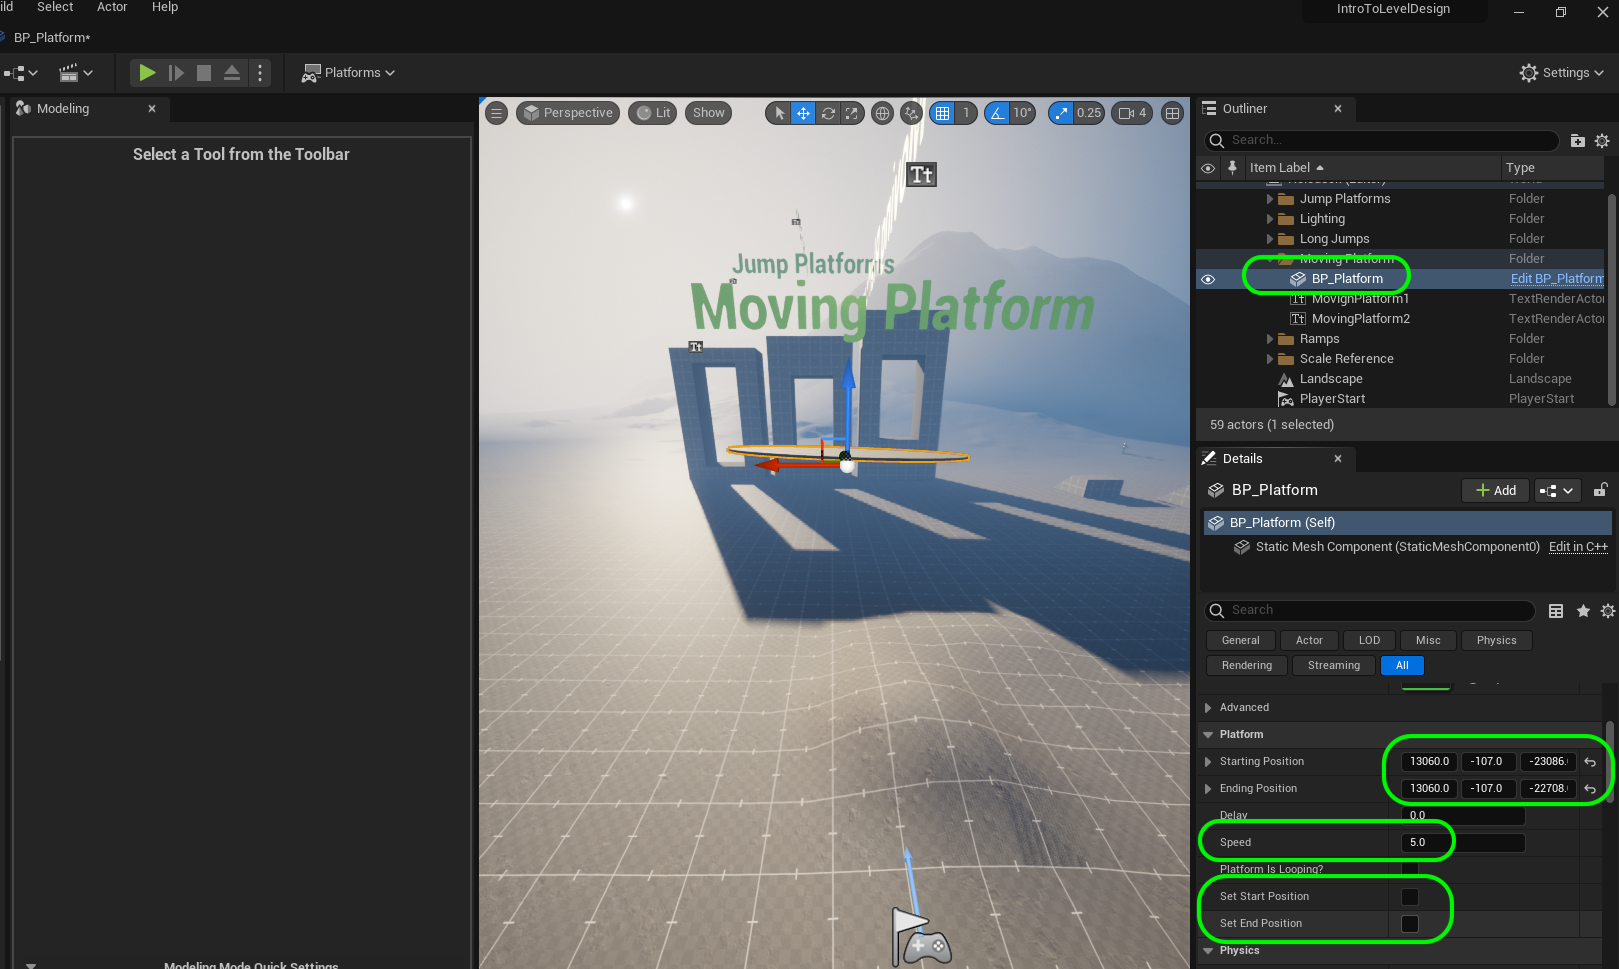 ild Select Actor Help
IntroToLevelDesign
BP_Platform*
Platforms
Settings
Modeling
Select a Tool from the Toolbar
Modeling Mode Quick Settings
Perspective Lit Show 1 10° 0.25 4
Tt
Jump Platforms
Moving Platform
Tt
Outliner
Search...
Item Label Type
Jump Platforms Folder
Lighting Folder
Long Jumps Folder
Moving Platform Folder
BP_Platform Edit BP_Platform
MovignPlatform1 TextRenderActo
MovingPlatform2 TextRenderActo
Ramps Folder
Scale Reference Folder
Landscape Landscape
PlayerStart PlayerStart
59 actors (1 selected)
Details
BP_Platform
Add
BP_Platform (Self)
Static Mesh Component (StaticMeshComponent0) Edit in C++
Search
General Actor LOD Misc Physics
Rendering Streaming All
Advanced
Platform
Starting Position 13060.0 -107.0 -23086.
Ending Position 13060.0 -107.0 -22708.
Delay 0.0
Speed 5.0
Platform Is Looping?
Set Start Position
Set End Position
Physics